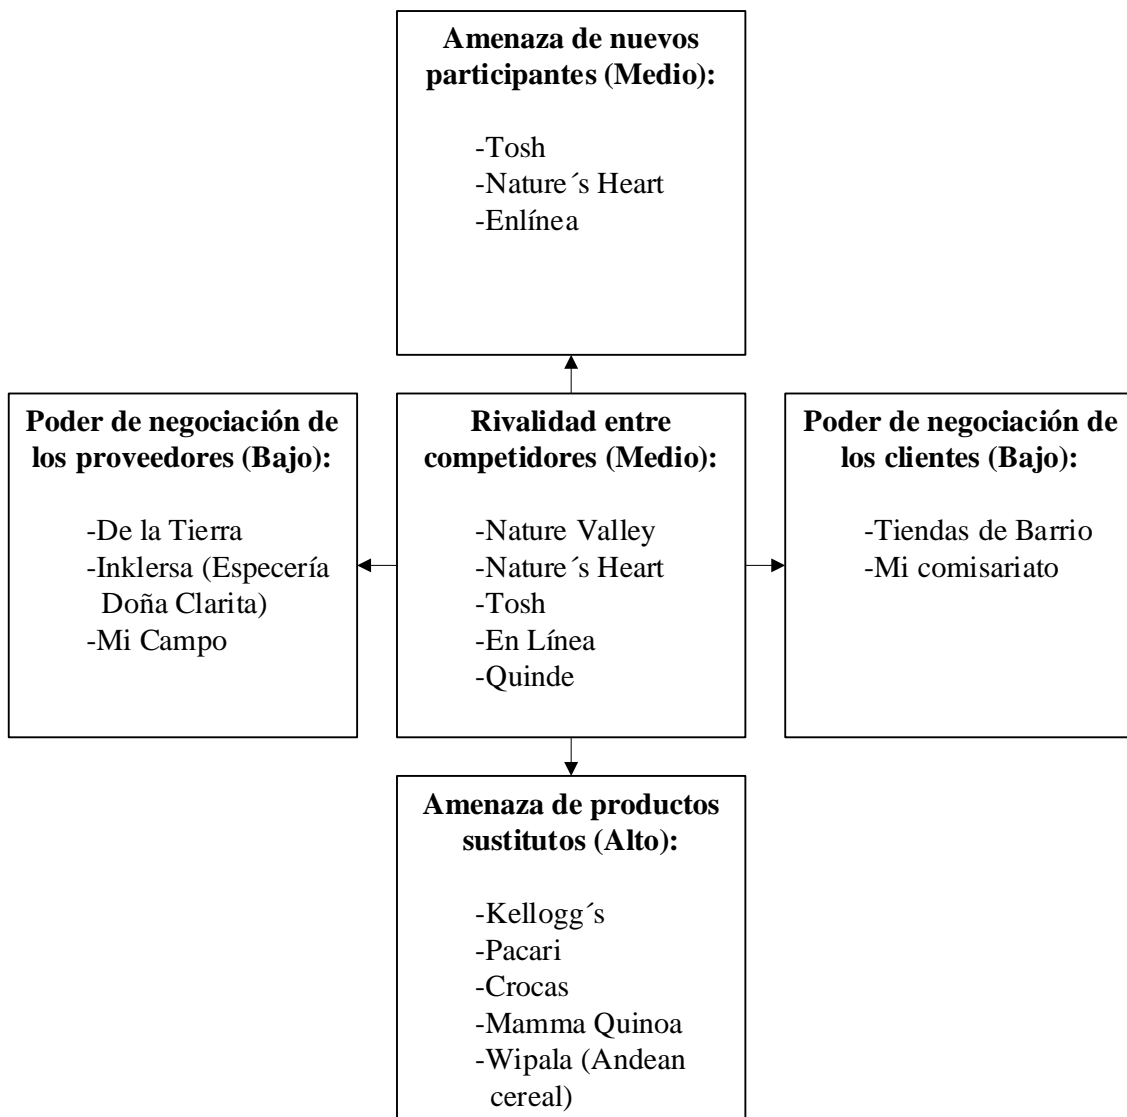 Amenaza de nuevos
participantes (Medio):
-Tosh
-Nature´s Heart
-Enlínea
Poder de negociación de
los proveedores (Bajo):
-De la Tierra
-Inklersa (Especería
Doña Clarita)
-Mi Campo
Rivalidad entre
competidores (Medio):
-Nature Valley
-Nature´s Heart
-Tosh
-En Línea
-Quinde
Poder de negociación de
los clientes (Bajo):
-Tiendas de Barrio
-Mi comisariato
Amenaza de productos
sustitutos (Alto):
-Kellogg´s
-Pacari
-Crocas
-Mamma Quinoa
-Wipala (Andean
cereal)